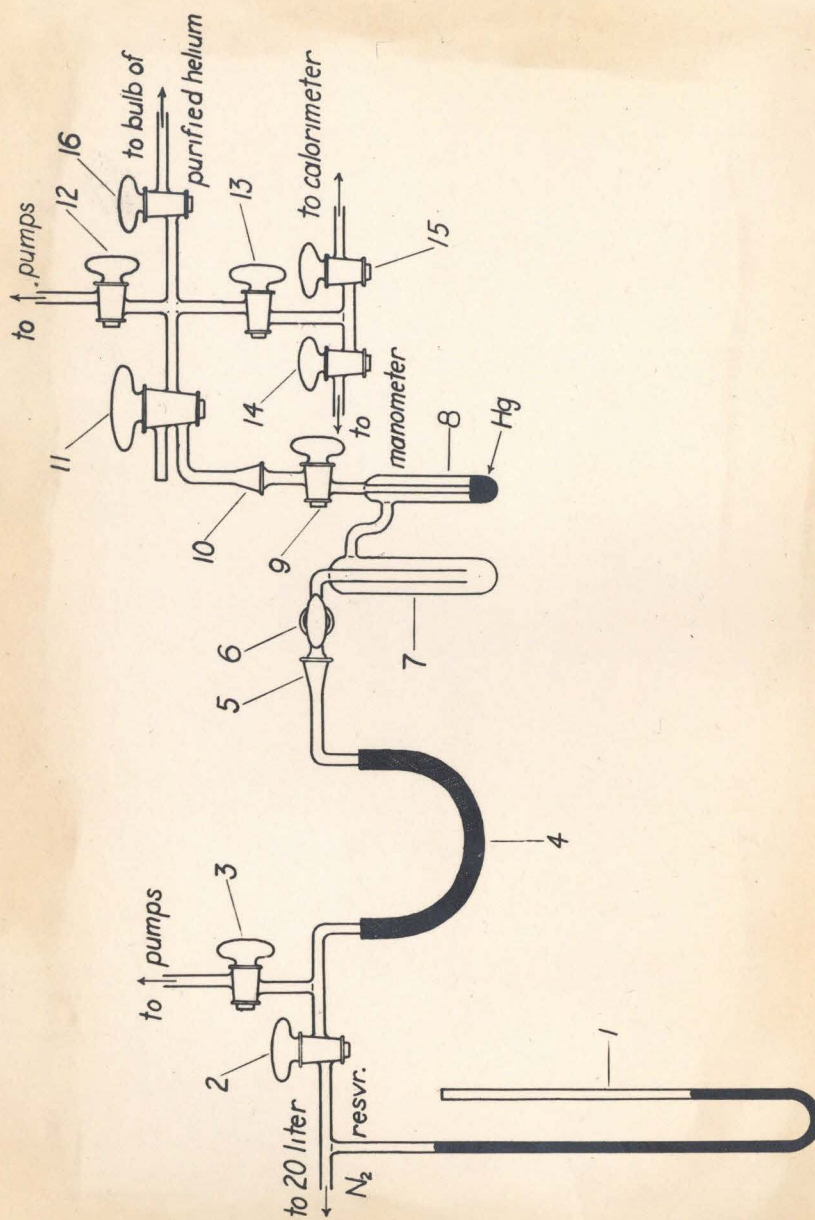 to pumps
12
16
to bulb of
purified helium
11
13
to calorimeter
15
14
to
manometer
10
9
8
Hg
6
5
7
to pumps
3
4
2
to 20 liter
N₂ resvr.
1